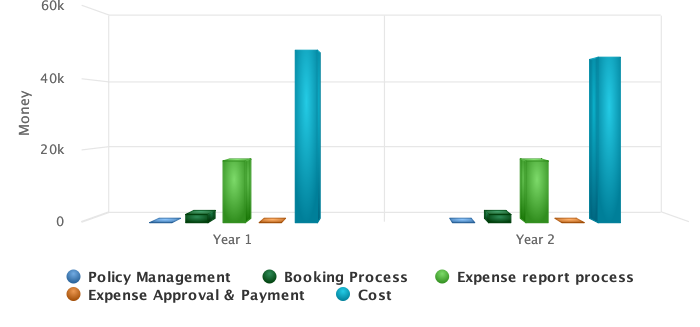 60k
40k
20k
0
Money
Year 1
Year 2
Policy Management
Booking Process
Expense report process
Expense Approval & Payment
Cost